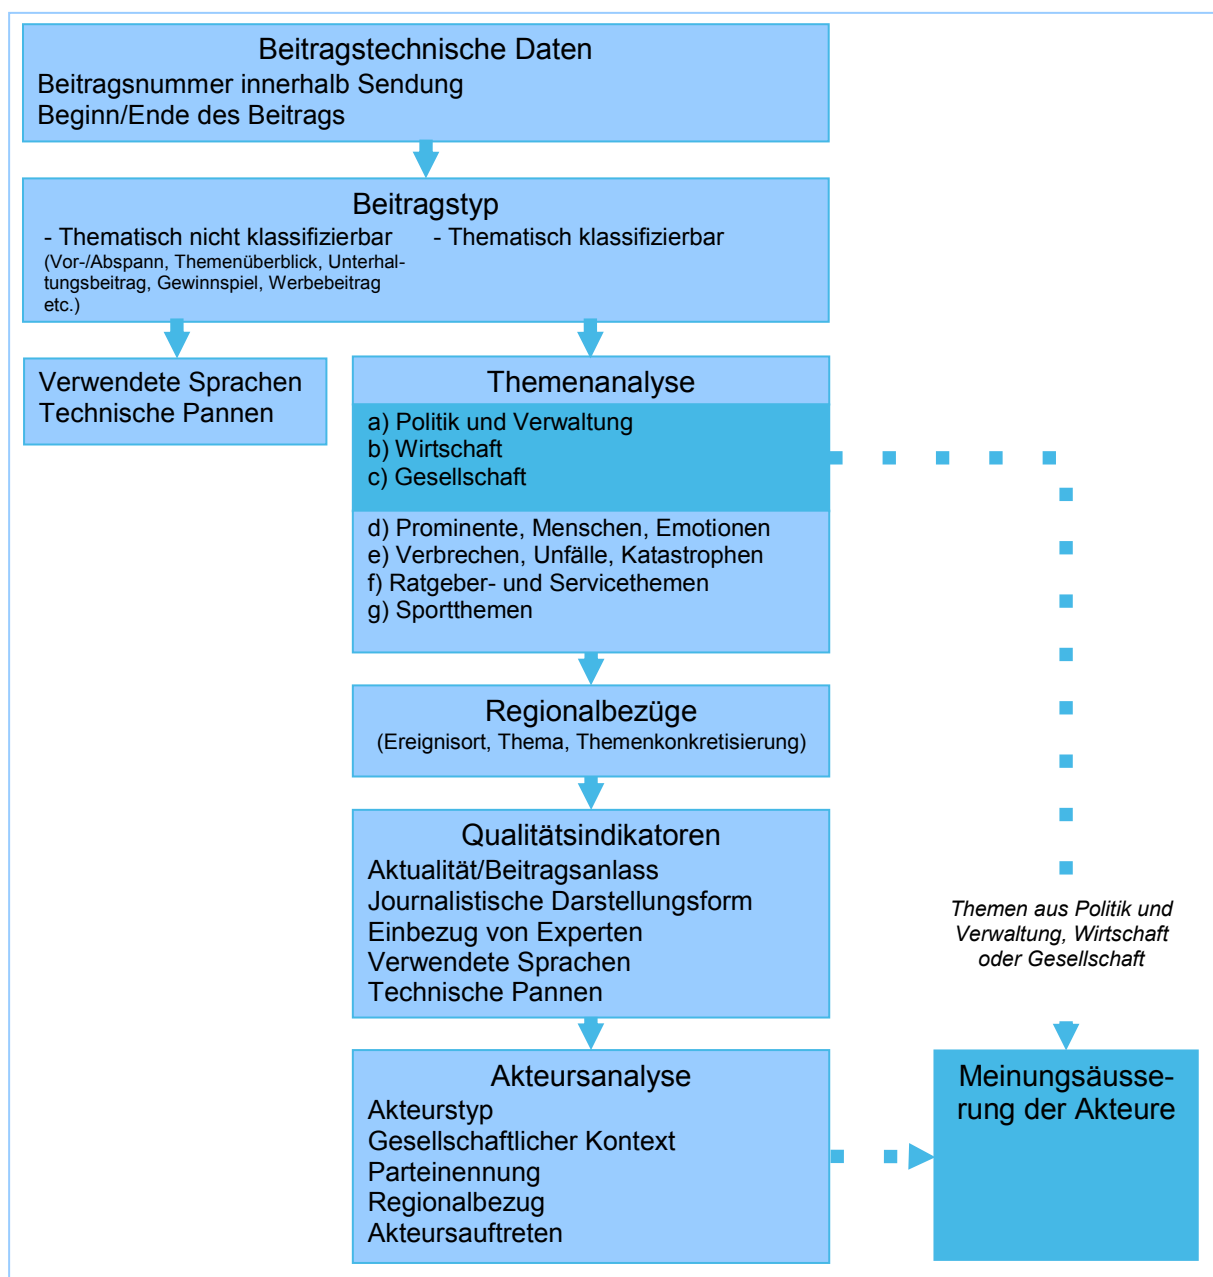 Beitragstechnische Daten
Beitragsnummer innerhalb Sendung
Beginn/Ende des Beitrags
Beitragstyp
- Thematisch nicht klassifizierbar
(Vor-/Abspann, Themenüberblick, Unterhal-
tungsbeitrag, Gewinnspiel, Werbebeitrag
etc.)
- Thematisch klassifizierbar
Verwendete Sprachen
Technische Pannen
Themenanalyse
a) Politik und Verwaltung
b) Wirtschaft
c) Gesellschaft
d) Prominente, Menschen, Emotionen
e) Verbrechen, Unfälle, Katastrophen
f) Ratgeber- und Servicethemen
g) Sportthemen
Regionalbezüge
(Ereignisort, Thema, Themenkonkretisierung)
Qualitätsindikatoren
Aktualität/Beitragsanlass
Journalistische Darstellungsform
Einbezug von Experten
Verwendete Sprachen
Technische Pannen
Themen aus Politik und
Verwaltung, Wirtschaft
oder Gesellschaft
Akteursanalyse
Akteurstyp
Gesellschaftlicher Kontext
Parteinennung
Regionalbezug
Akteursauftreten
Meinungsäusse-
rung der Akteure